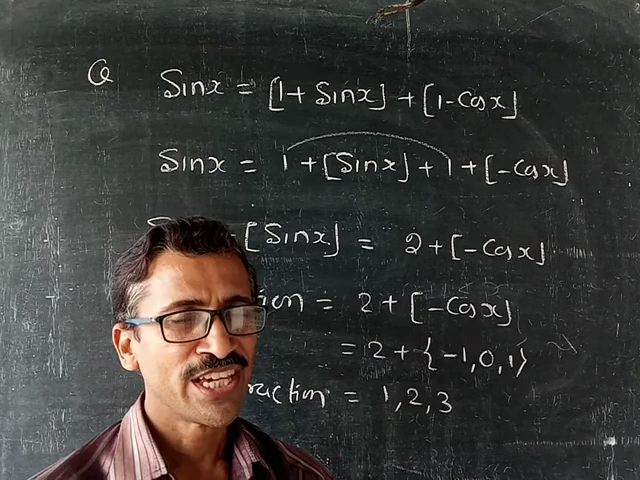 Q Sinx = [1+ Sinx] + [1-Cosx]
Sinx = 1 + [Sinx] + 1 + [-Cosx]
- [Sinx] = 2 + [-Cosx]
= 2 + [-Cosx]
= 2 + {-1, 0, 1}
= 1, 2, 3